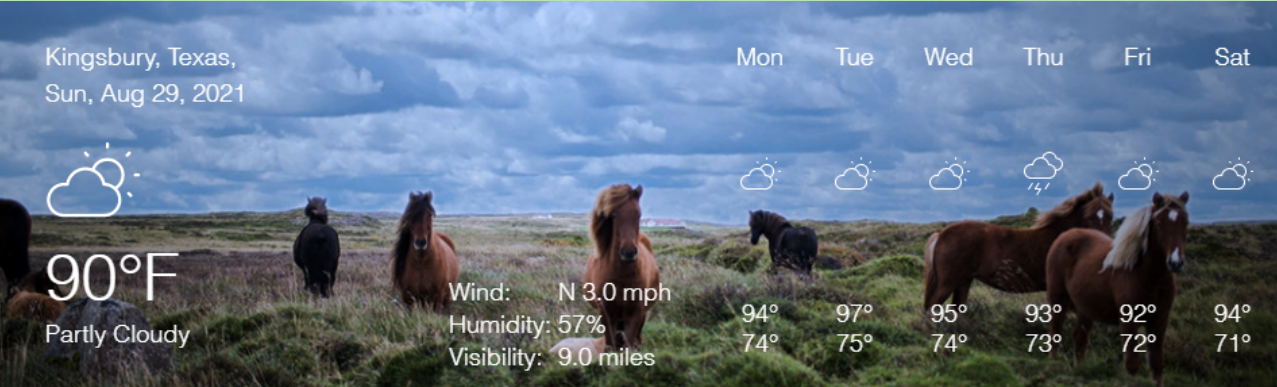 Kingsbury, Texas,
Sun, Aug 29, 2021
90°F
Partly Cloudy
Wind: N 3.0 mph
Humidity: 57%
Visibility: 9.0 miles
Mon Tue Wed Thu Fri Sat
94° 97° 95° 93° 92° 94°
74° 75° 74° 73° 72° 71°